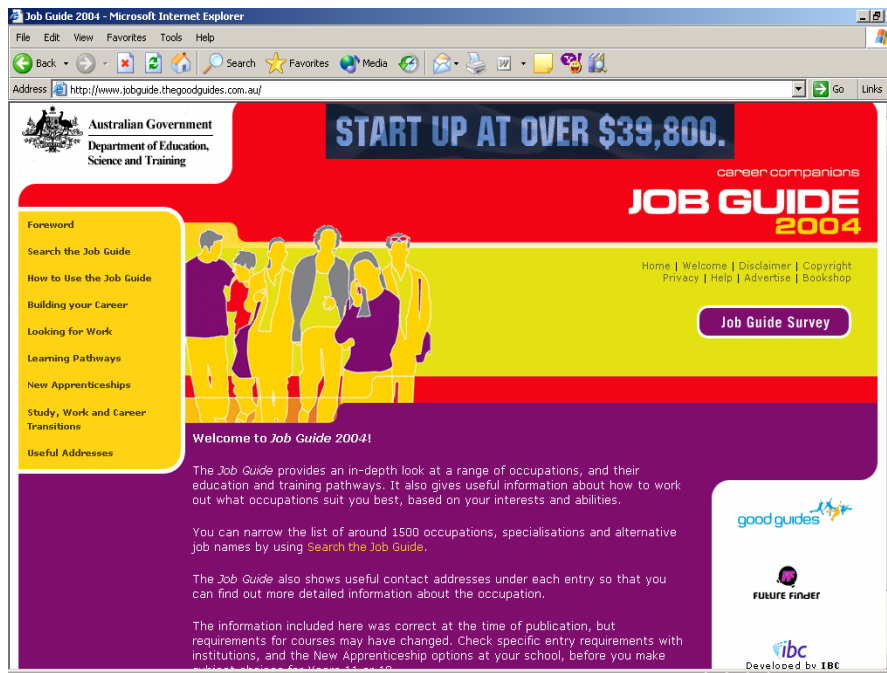 Job Guide 2004 - Microsoft Internet Explorer
File Edit View Favorites Tools Help
Back Search Favorites Media
Address http://www.jobguide.thegoodguides.com.au/ Go Links
Australian Government
Department of Education,
Science and Training
START UP AT OVER $39,800.
career companions
JOB GUIDE
2004
Home | Welcome | Disclaimer | Copyright
Privacy | Help | Advertise | Bookshop
Job Guide Survey
Foreword
Search the Job Guide
How to Use the Job Guide
Building your Career
Looking for Work
Learning Pathways
New Apprenticeships
Study, Work and Career
Transitions
Useful Addresses
Welcome to Job Guide 2004!
The Job Guide provides an in-depth look at a range of occupations, and their
education and training pathways. It also gives useful information about how to work
out what occupations suit you best, based on your interests and abilities.
You can narrow the list of around 1500 occupations, specialisations and alternative
job names by using Search the Job Guide.
The Job Guide also shows useful contact addresses under each entry so that you
can find out more detailed information about the occupation.
The information included here was correct at the time of publication, but
requirements for courses may have changed. Check specific entry requirements with
institutions, and the New Apprenticeship options at your school, before you make
subject choices for Years 11 or
good guides
FUTURE FINDER
ibc
Developed by IBC